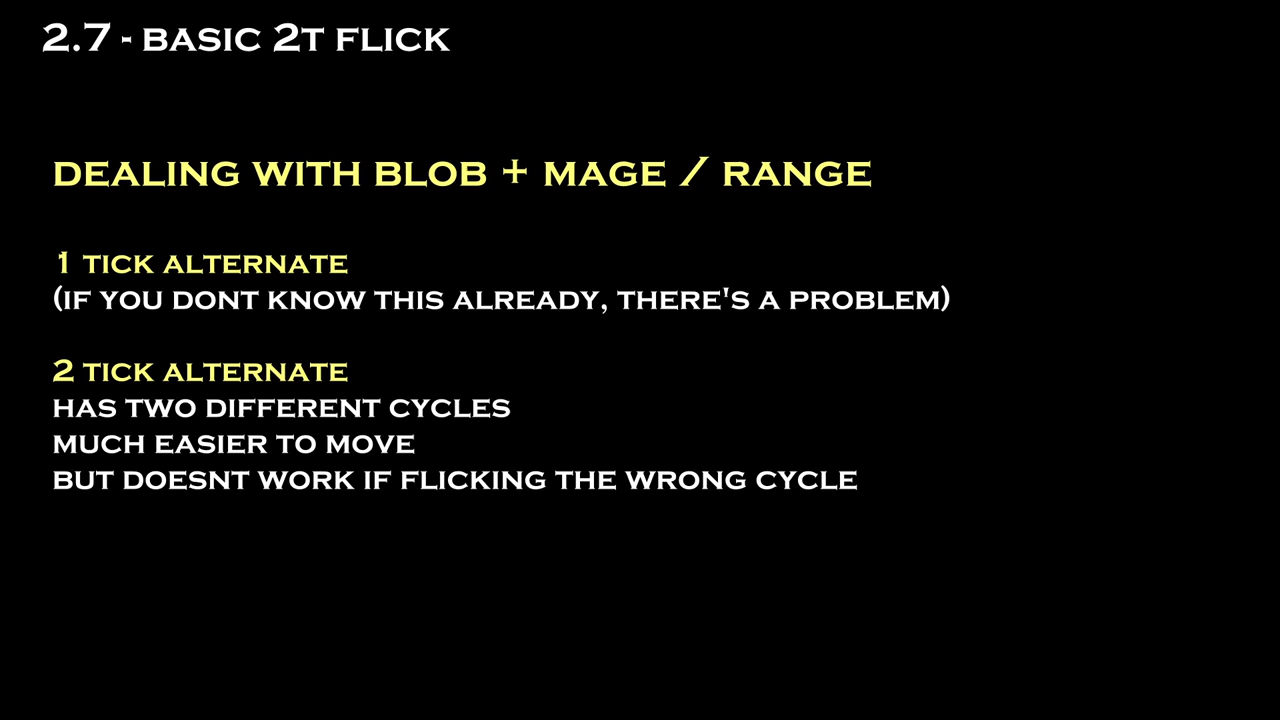 2.7 - BASIC 2T FLICK
DEALING WITH BLOB + MAGE / RANGE
1 TICK ALTERNATE
(IF YOU DONT KNOW THIS ALREADY, THERE'S A PROBLEM)
2 TICK ALTERNATE
HAS TWO DIFFERENT CYCLES
MUCH EASIER TO MOVE
BUT DOESNT WORK IF FLICKING THE WRONG CYCLE